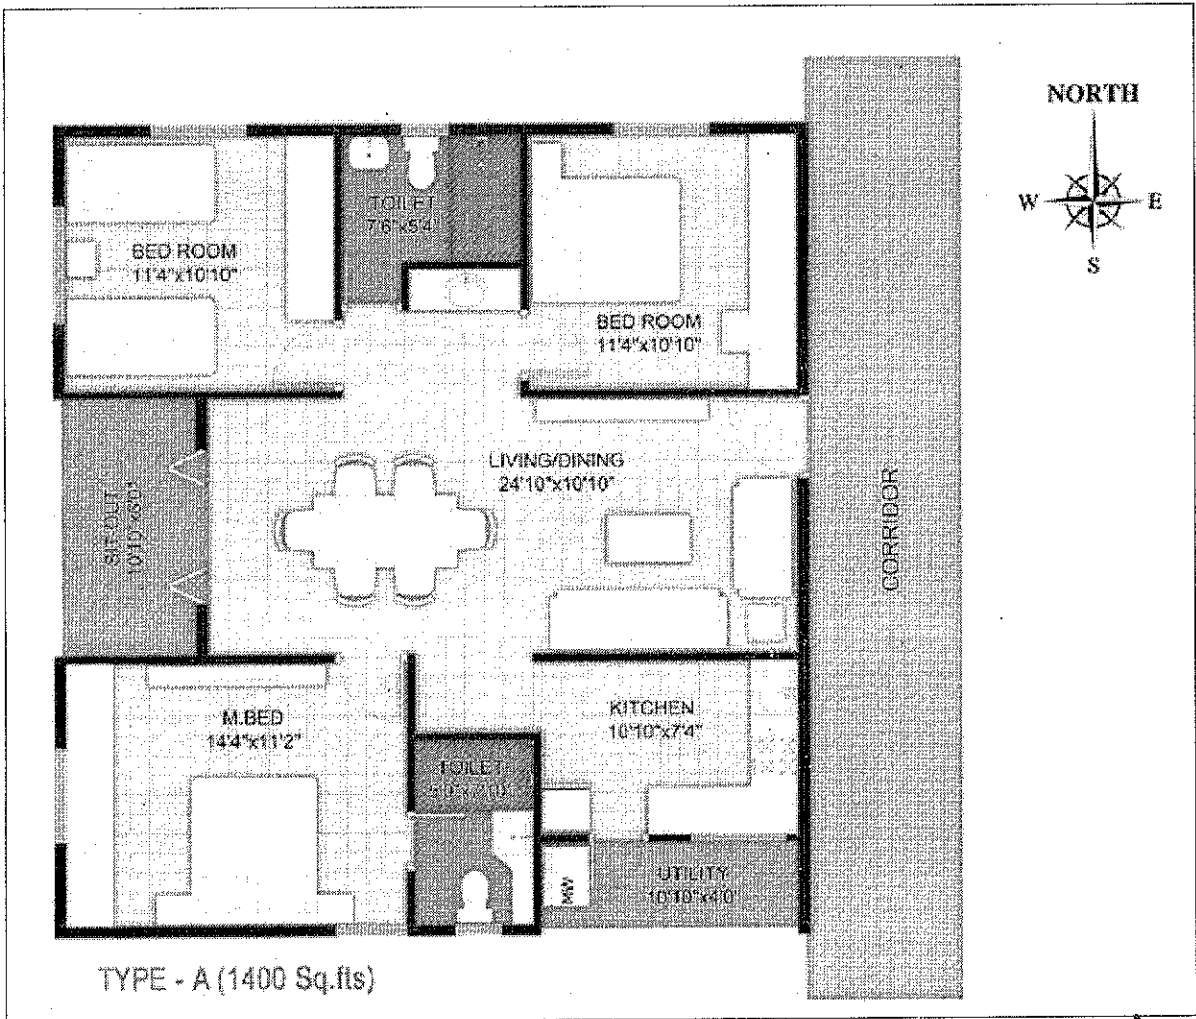 NORTH
W
E
S
TOILET
7'6"x5'4"
BED ROOM
11'4"x10'10"
BED ROOM
11'4"x10'10"
LIVING/DINING
24'10"x10'10"
SIT OUT
10'10"x6'0"
CORRIDOR
M.BED
14'4"x11'2"
KITCHEN
10'10"x7'4"
TOILET
UTILITY
10'10"x4'0"
MW
TYPE - A (1400 Sq.fts)